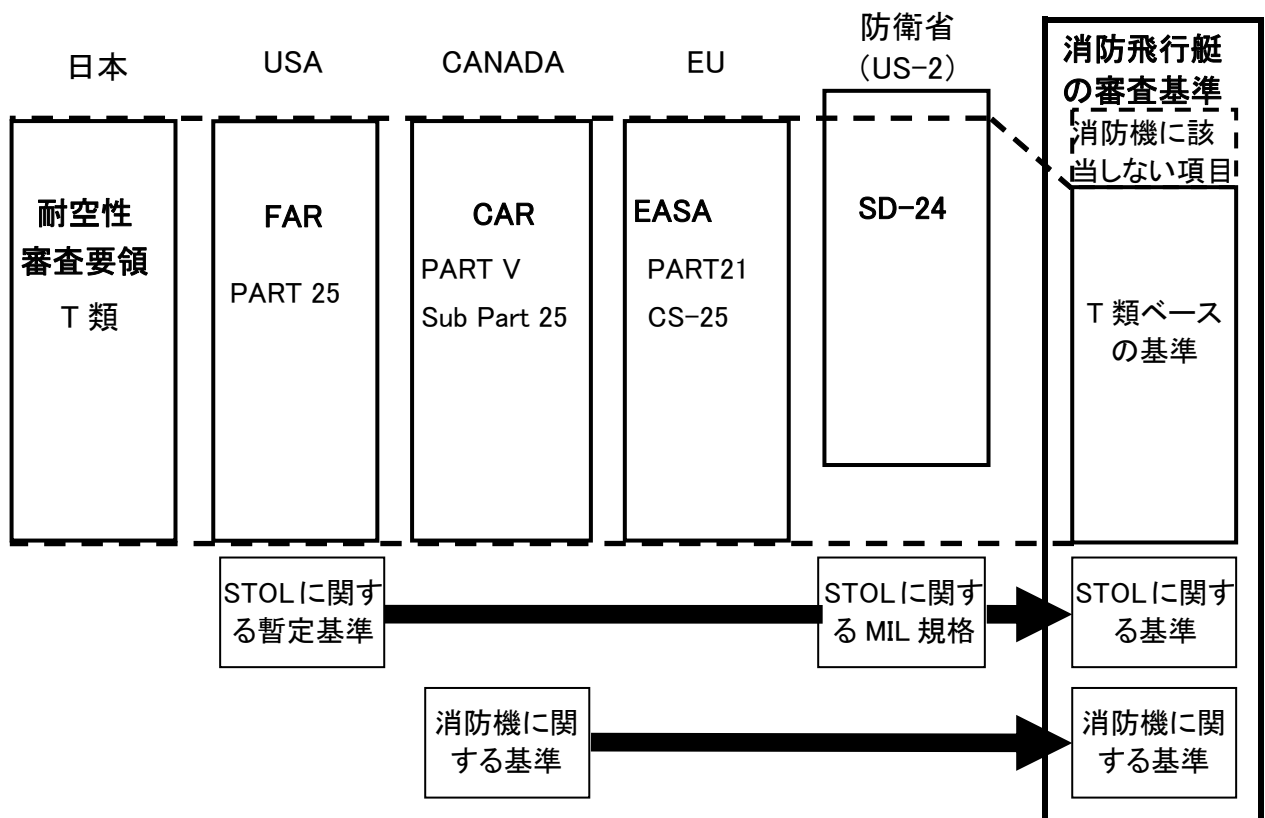 日本
USA
CANADA
EU
防衛省
（US-2）
消防飛行艇
の審査基準
消防機に該
当しない項目
耐空性
審査要領
T 類
FAR
PART 25
CAR
PART V
Sub Part 25
EASA
PART21
CS-25
SD-24
T 類ベース
の基準
STOLに関す
る暫定基準
STOLに関す
る MIL 規格
STOLに関す
る基準
消防機に関
する基準
消防機に関
する基準